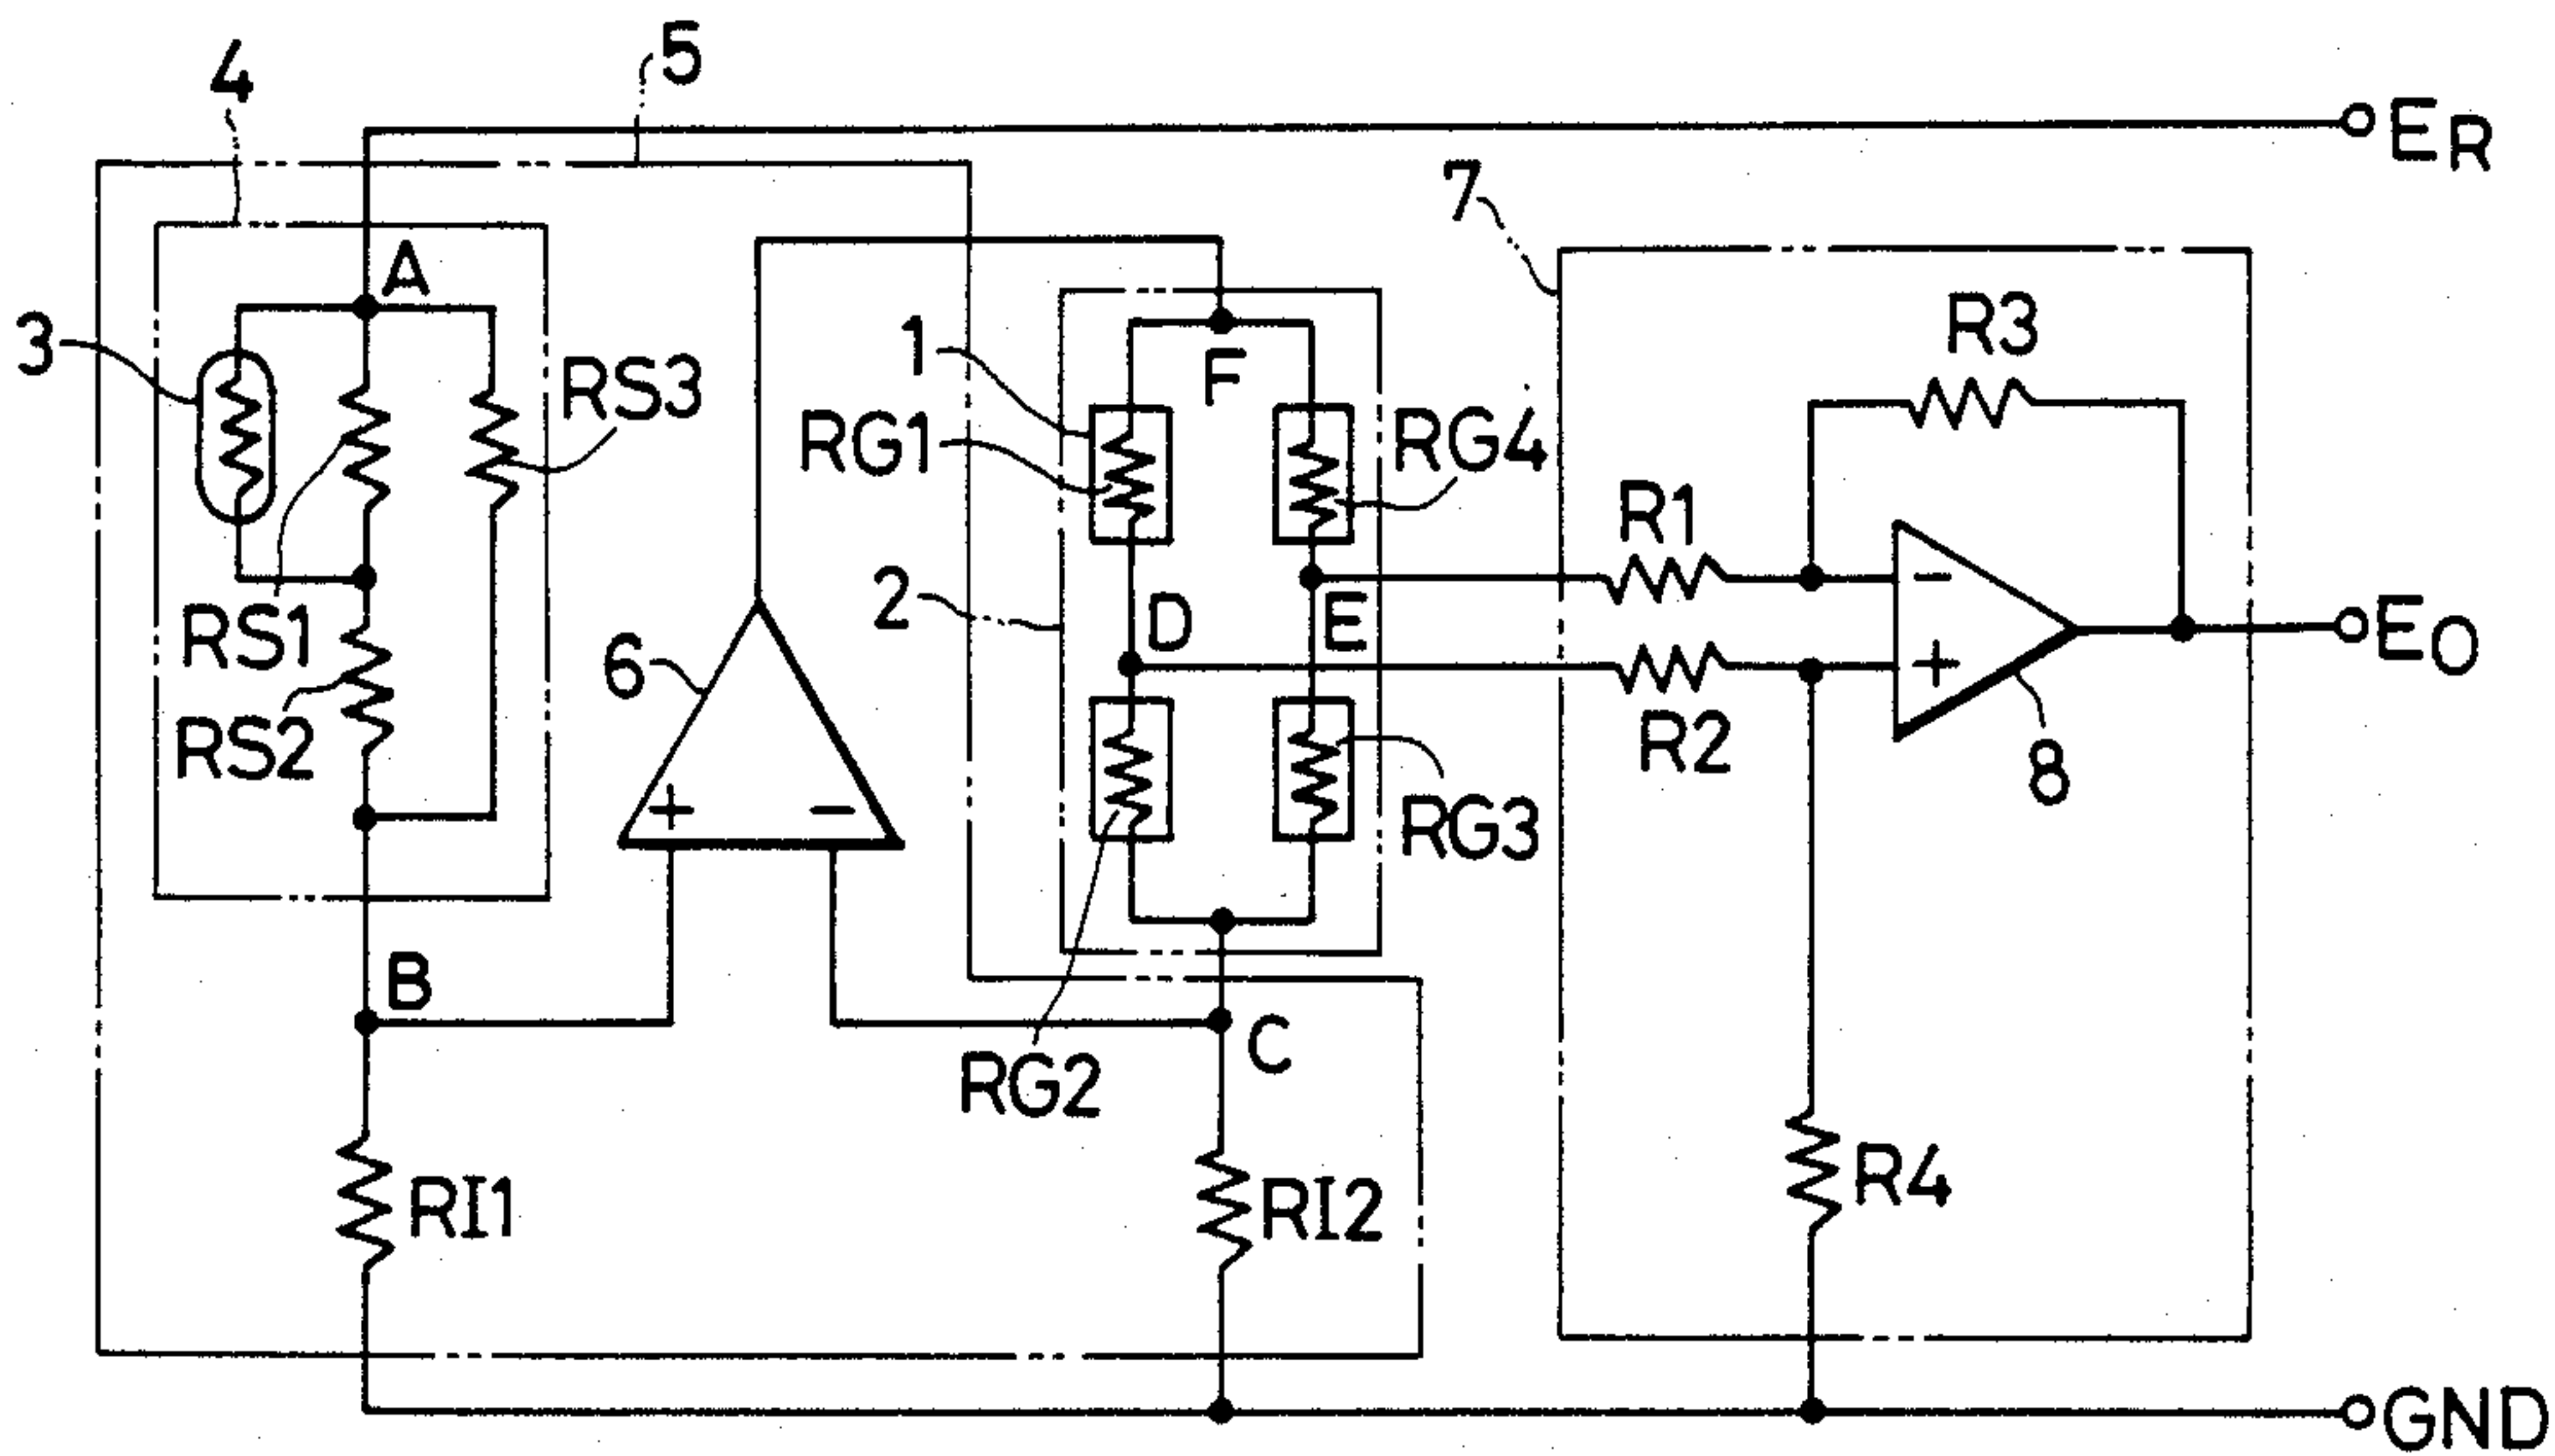 5
4
ER
7
A
3
1
F
R3
RS3
RG1
RG4
R1
-
2
D
E
EO
RS1
6
+
R2
RS2
8
+ -
RG3
B
C
RG2
R4
RI1
RI2
GND